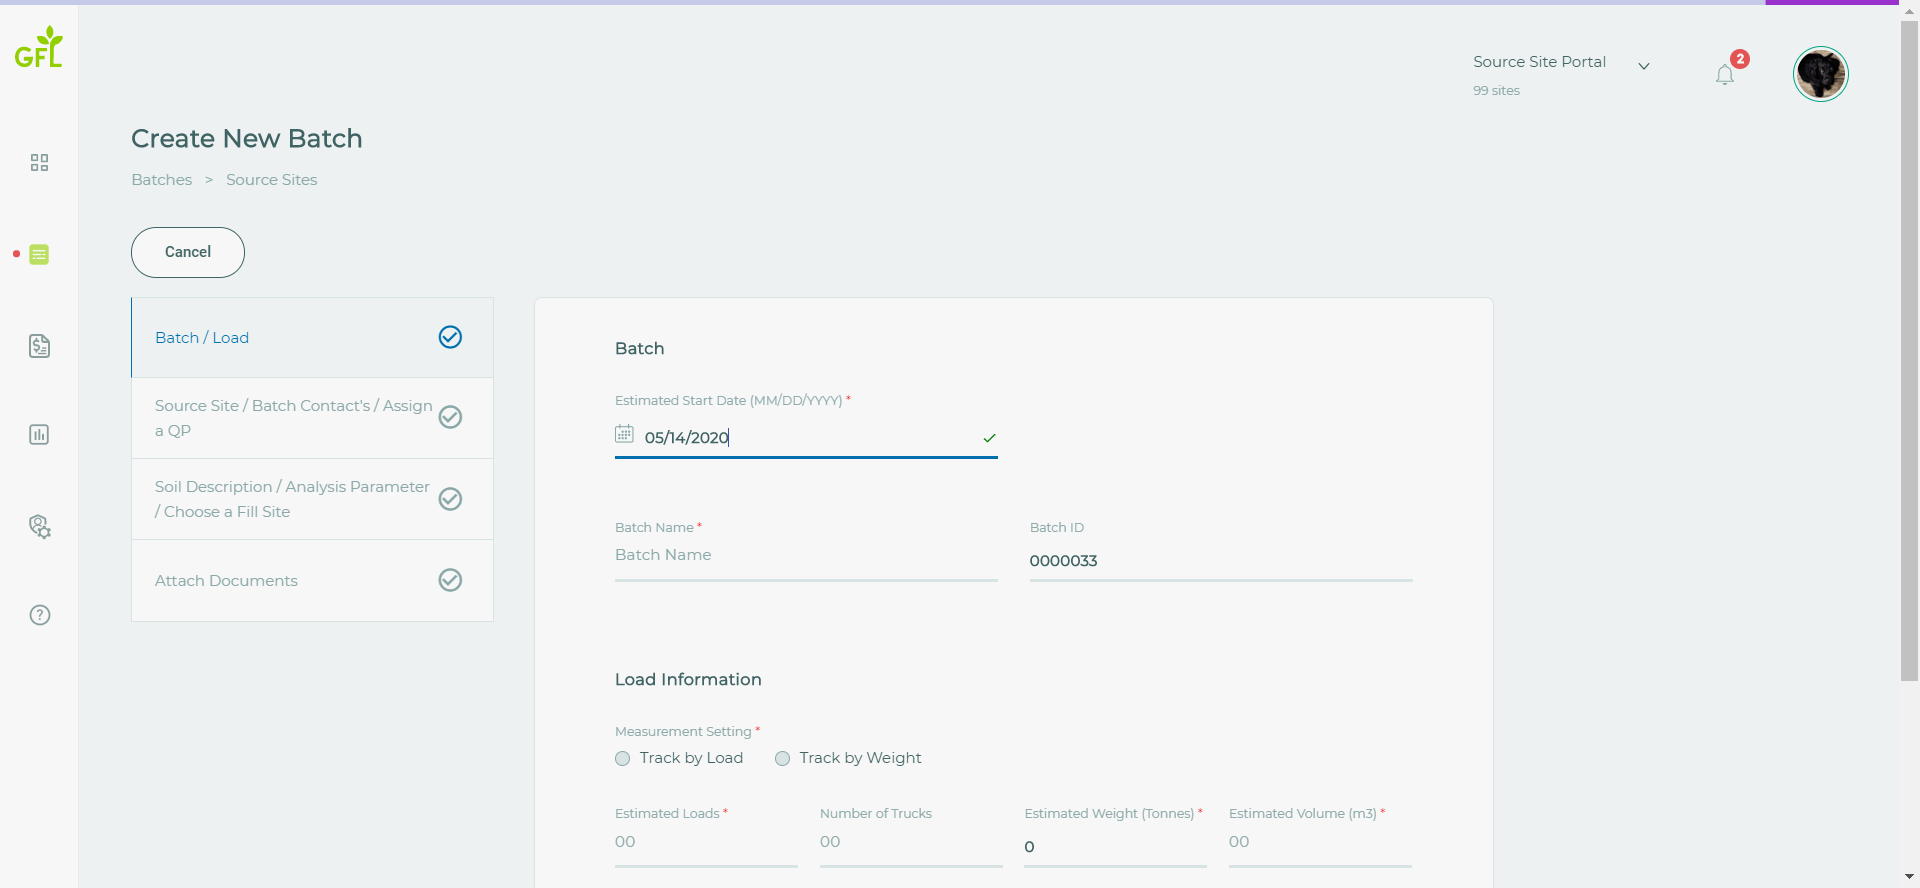 GFL
Source Site Portal
99 sites
2
Create New Batch
Batches > Source Sites
Cancel
Batch / Load
Source Site / Batch Contact's / Assign
a QP
Soil Description / Analysis Parameter
/ Choose a Fill Site
Attach Documents
Batch
Estimated Start Date (MM/DD/YYYY) *
05/14/2020
Batch Name *
Batch Name
Batch ID
0000033
Load Information
Measurement Setting *
Track by Load
Track by Weight
Estimated Loads *
00
Number of Trucks
00
Estimated Weight (Tonnes) *
0
Estimated Volume (m3) *
00